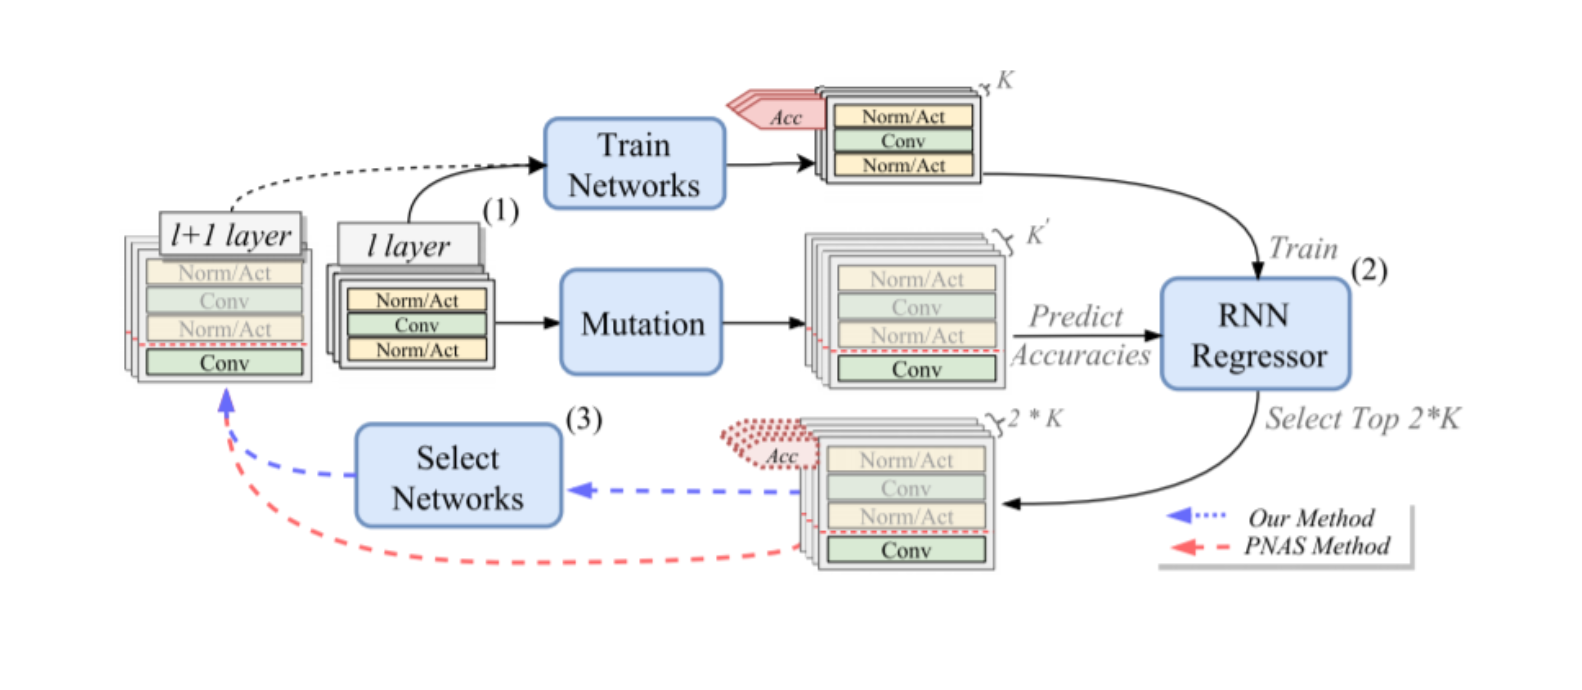 K
Acc
Norm/Act
Conv
Norm/Act
Train
Networks
(1)
l+1 layer
Norm/Act
Conv
Norm/Act
Conv
l layer
Norm/Act
Conv
Norm/Act
Mutation
K'
Norm/Act
Conv
Norm/Act
Conv
Predict
Accuracies
Train
(2)
RNN
Regressor
Select Top 2*K
2 * K
Acc
Norm/Act
Conv
Norm/Act
Conv
(3)
Select
Networks
Our Method
PNAS Method